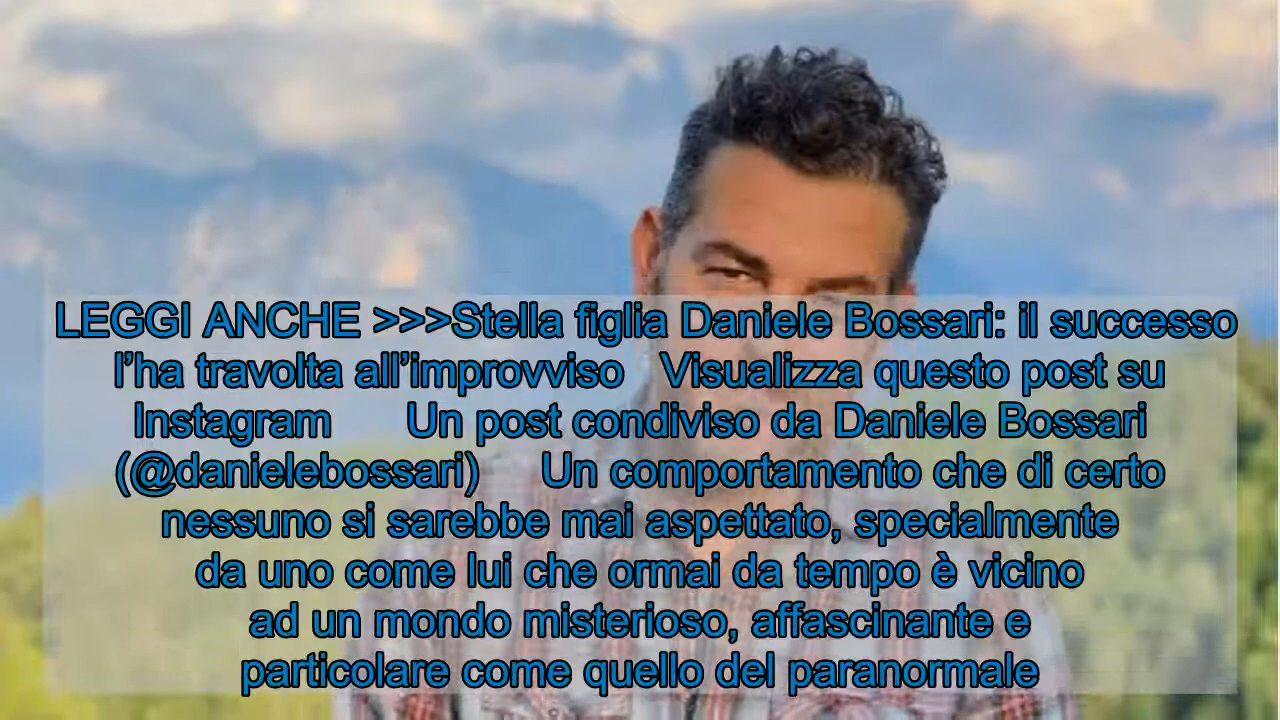 LEGGI ANCHE >>>Stella figlia Daniele Bossari: il successo
l’ha travolta all’improvviso Visualizza questo post su
Instagram Un post condiviso da Daniele Bossari
(@danielebossari) Un comportamento che di certo
nessuno si sarebbe mai aspettato, specialmente
da uno come lui che ormai da tempo è vicino
ad un mondo misterioso, affascinante e
particolare come quello del paranormale